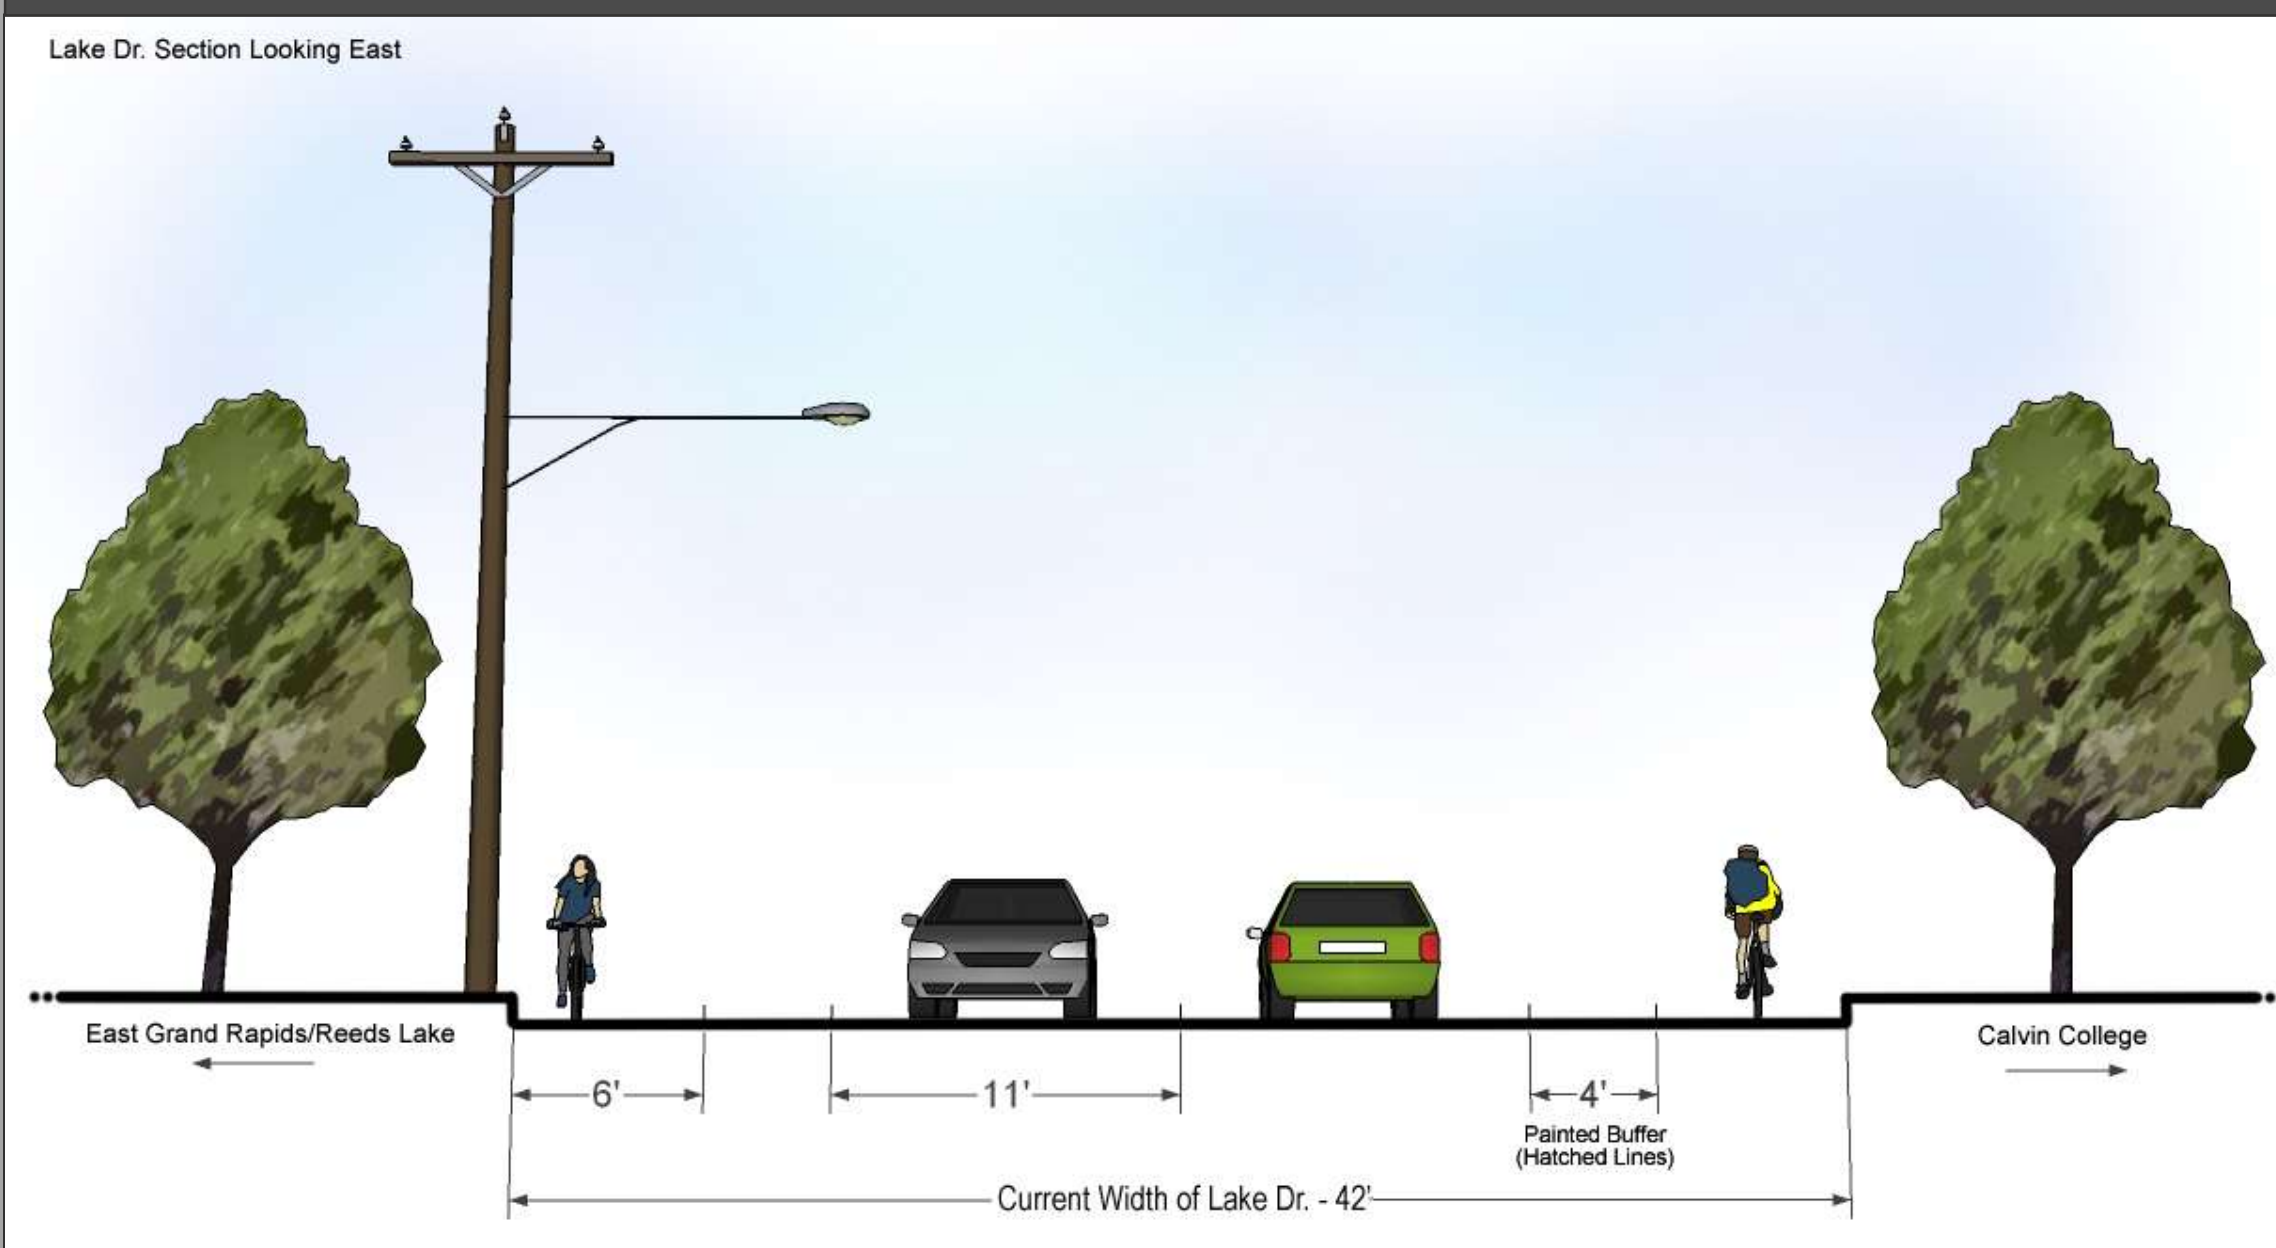 Lake Dr. Section Looking East
East Grand Rapids/Reeds Lake
Calvin College
6'
11'
4'
Painted Buffer
(Hatched Lines)
Current Width of Lake Dr. - 42'